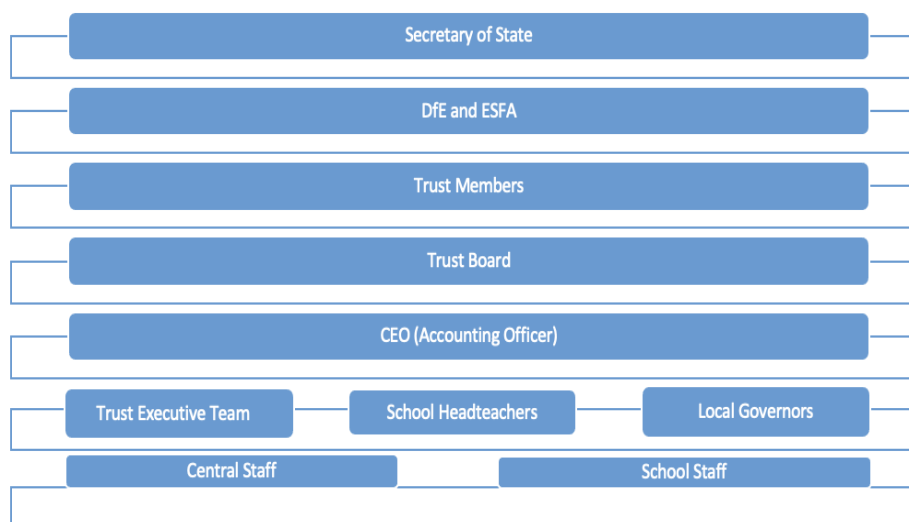 Secretary of State
DfE and ESFA
Trust Members
Trust Board
CEO (Accounting Officer)
Trust Executive Team
School Headteachers
Local Governors
Central Staff
School Staff